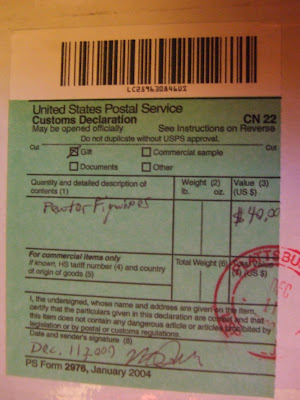 United States Postal Service
Customs Declaration CN 22
May be opened officially See Instructions on Reverse
Do not duplicate without USPS approval.
Cut Cut
Gift Commercial sample
Documents Other
Quantity and detailed description of contents (1) Weight (2) lb. oz. Value (3) (US $)
Pewter Figurines $40.00
For commercial items only
If known, HS tariff number (4) and country of origin of goods (5) Total Weight (6) (US $)
I, the undersigned, whose name and address are given on the item,
certify that the particulars given in this declaration are correct and that
this item does not contain any dangerous article or articles prohibited by
legislation or by postal or customs regulations.
Date and sender's signature (8)
Dec. 11 2007
PS Form 2976, January 2004